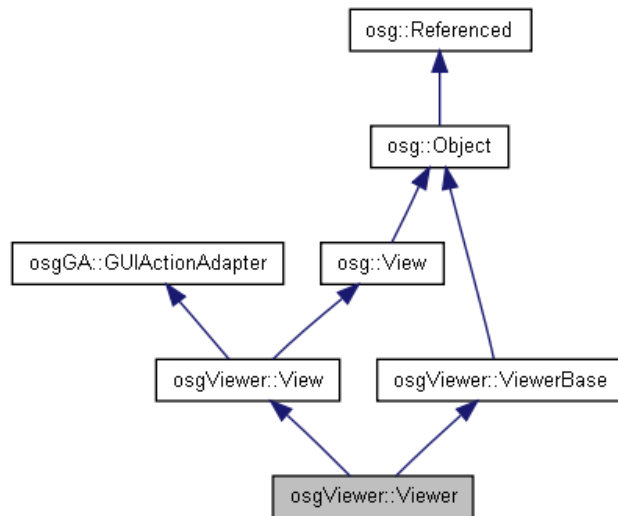 osg::Referenced
osg::Object
osgGA::GUIActionAdapter
osg::View
osgViewer::View
osgViewer::ViewerBase
osgViewer::Viewer